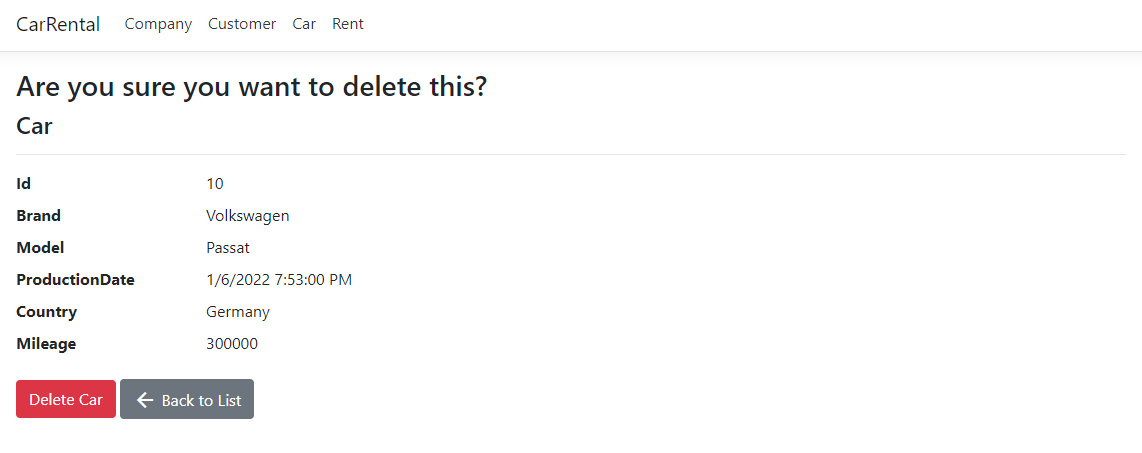 CarRental Company Customer Car Rent
Are you sure you want to delete this?
Car
Id 10
Brand Volkswagen
Model Passat
ProductionDate 1/6/2022 7:53:00 PM
Country Germany
Mileage 300000
Delete Car ← Back to List